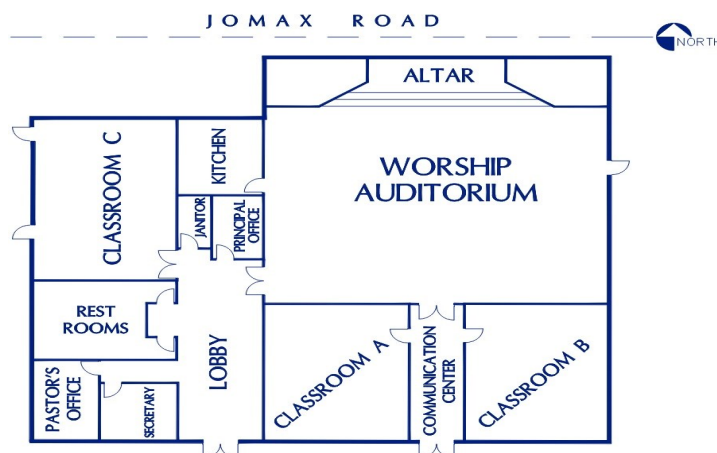 JOMAX ROAD
NORTH
ALTAR
CLASSROOM C
KITCHEN
WORSHIP
AUDITORIUM
JANITOR
PRINCIPAL
OFFICE
REST
ROOMS
LOBBY
CLASSROOM A
COMMUNICATION
CENTER
CLASSROOM B
PASTOR'S
OFFICE
SECRETARY